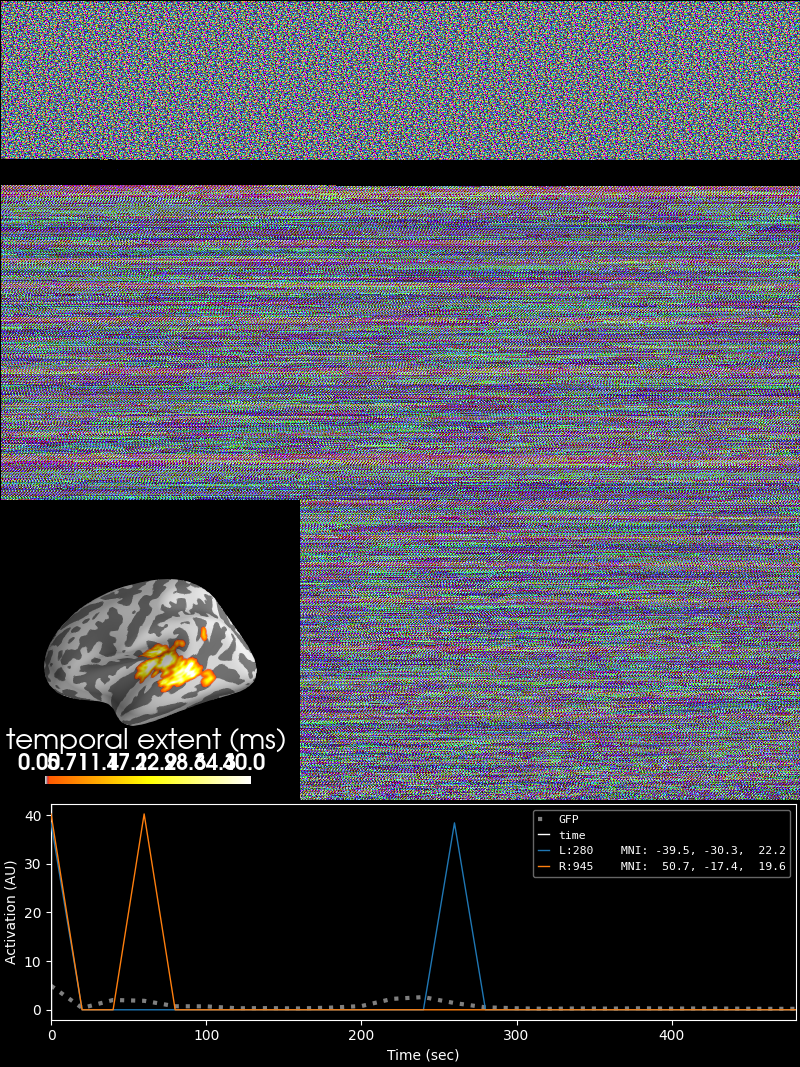 temporal extent (ms)
40
30
20
10
0
Activation (AU)
GFP
time
L:280 MNI: -39.5, -30.3, 22.2
R:945 MNI: 50.7, -17.4, 19.6
0 100 200 300 400
Time (sec)